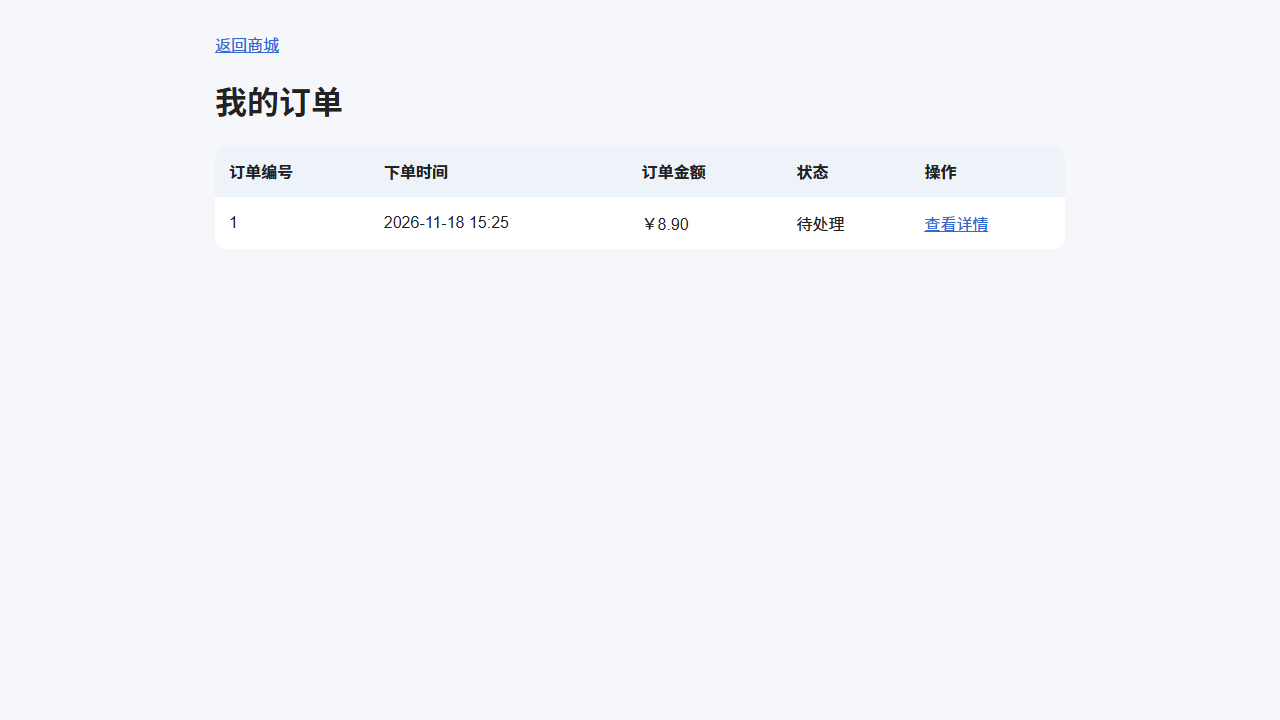 返回商城
我的订单
订单编号 下单时间 订单金额 状态 操作
1 2026-11-18 15:25 ￥8.90 待处理 查看详情